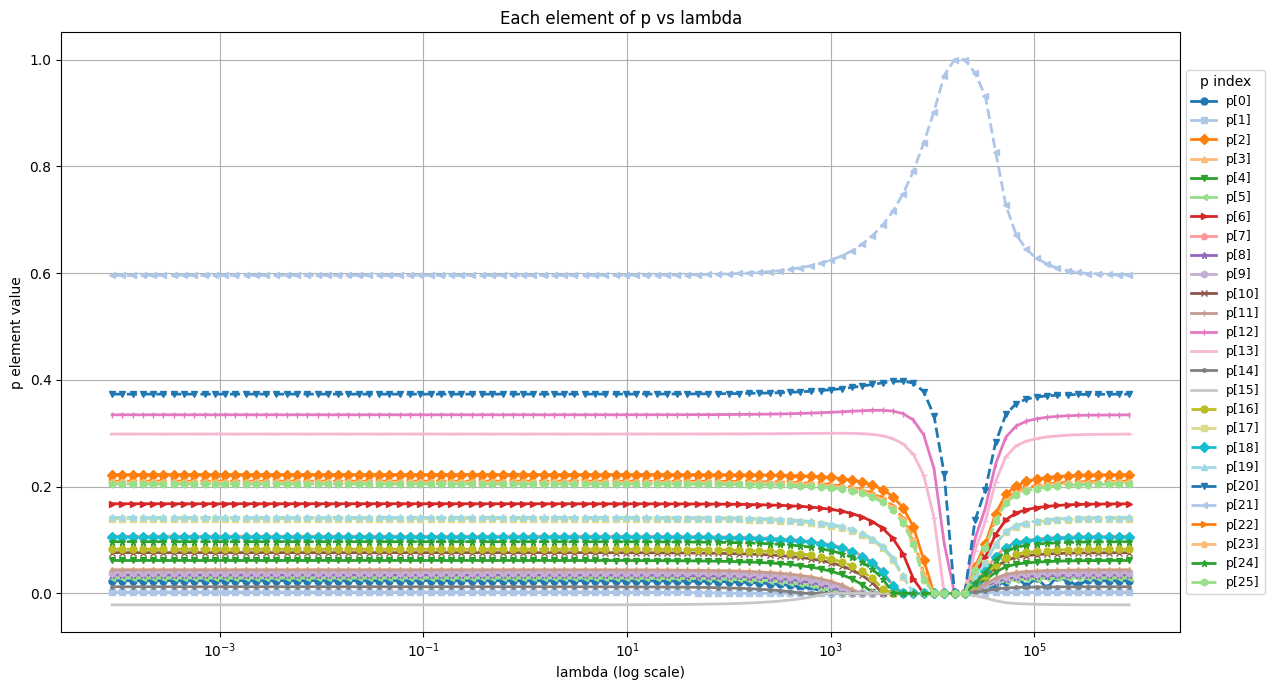 Each element of p vs lambda
p element value
1.0
0.8
0.6
0.4
0.2
0.0
10^-3
10^-1
10^1
10^3
10^5
lambda (log scale)
p index
p[0]
p[1]
p[2]
p[3]
p[4]
p[5]
p[6]
p[7]
p[8]
p[9]
p[10]
p[11]
p[12]
p[13]
p[14]
p[15]
p[16]
p[17]
p[18]
p[19]
p[20]
p[21]
p[22]
p[23]
p[24]
p[25]